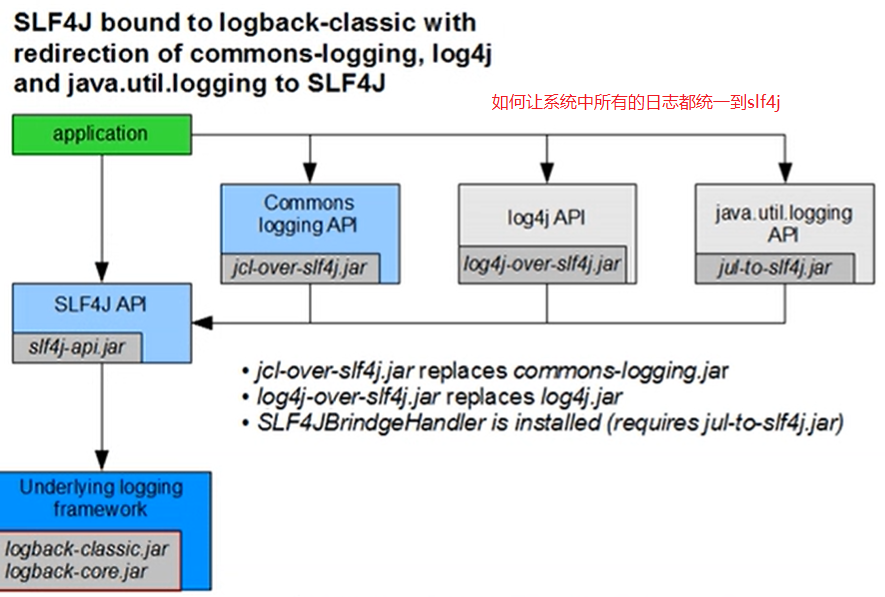 SLF4J bound to logback-classic with
redirection of commons-logging, log4j
and java.util.logging to SLF4J
如何让系统中所有的日志都统一到slf4j
application
Commons
logging API
jcl-over-slf4j.jar
log4j API
log4j-over-slf4j.jar
java.util.logging
API
jul-to-slf4j.jar
SLF4J API
slf4j-api.jar
• jcl-over-slf4j.jar replaces commons-logging.jar
• log4j-over-slf4j.jar replaces log4j.jar
• SLF4JBrindgeHandler is installed (requires jul-to-slf4j.jar)
Underlying logging
framework
logback-classic.jar
logback-core.jar